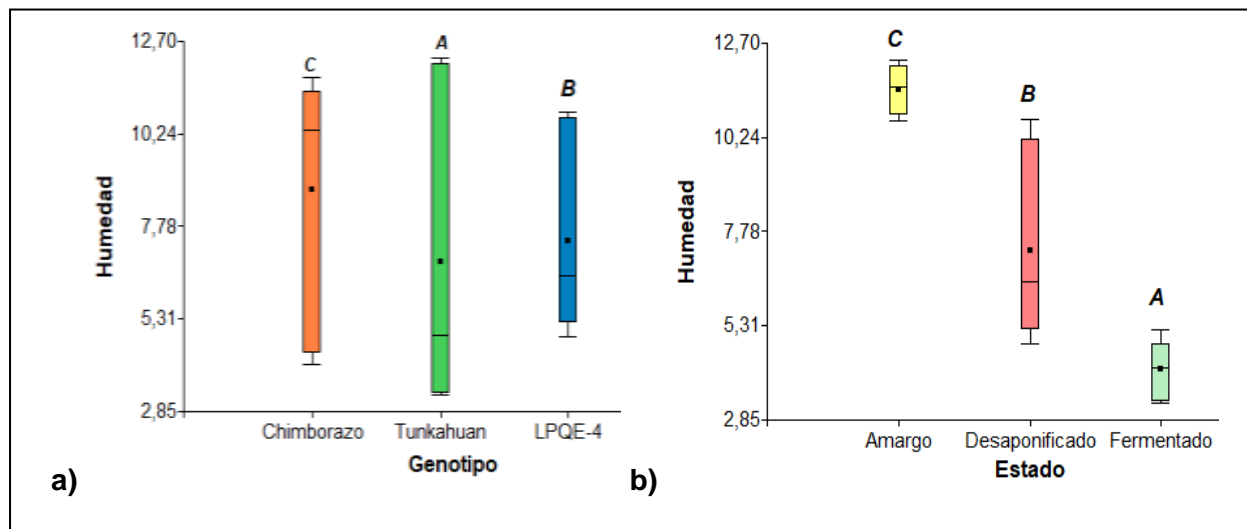 12,70
10,24
7,78
5,31
2,85
Humedad
C
A
B
Chimborazo
Tunkahuan
LPQE-4
Genotipo
a)
12,70
10,24
7,78
5,31
2,85
Humedad
C
B
A
Amargo
Desaponificado
Fermentado
Estado
b)